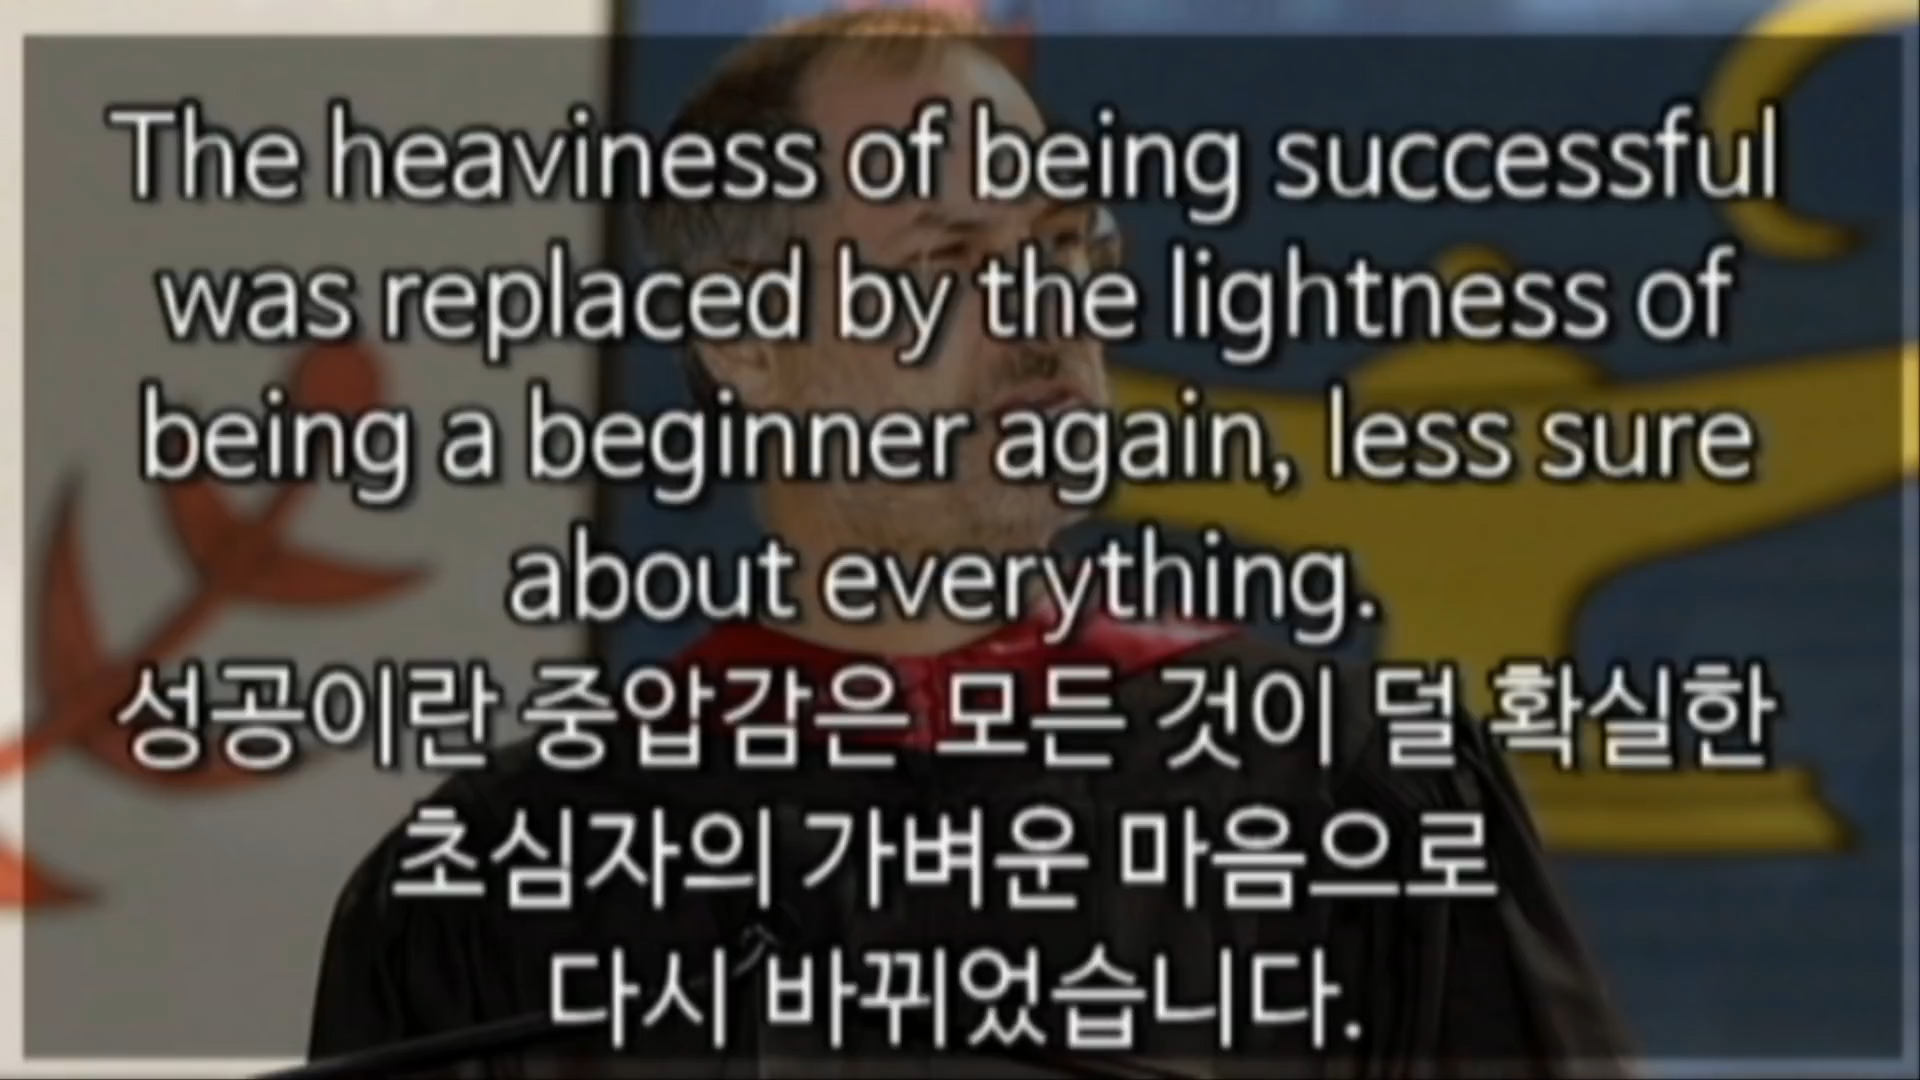 The heaviness of being successful
was replaced by the lightness of
being a beginner again, less sure
about everything.
성공이란 중압감은 모든 것이 덜 확실한
초심자의 가벼운 마음으로
다시 바뀌었습니다.